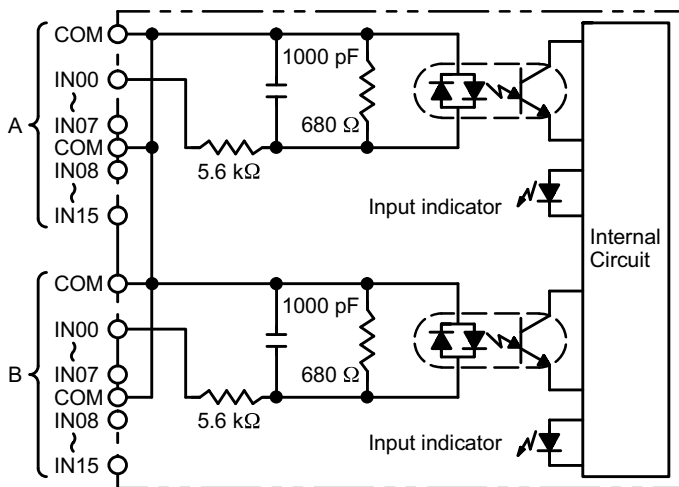 COM
IN00
~
IN07
COM
IN08
~
IN15
A
1000 pF
680 Ω
5.6 kΩ
Input indicator
COM
IN00
~
IN07
COM
IN08
~
IN15
B
1000 pF
680 Ω
5.6 kΩ
Input indicator
Internal
Circuit